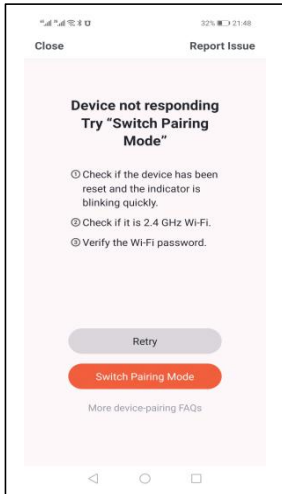 32% 21:48
Close Report Issue
Device not responding
Try “Switch Pairing
Mode”
① Check if the device has been
reset and the indicator is
blinking quickly.
② Check if it is 2.4 GHz Wi-Fi.
③ Verify the Wi-Fi password.
Retry
Switch Pairing Mode
More device-pairing FAQs